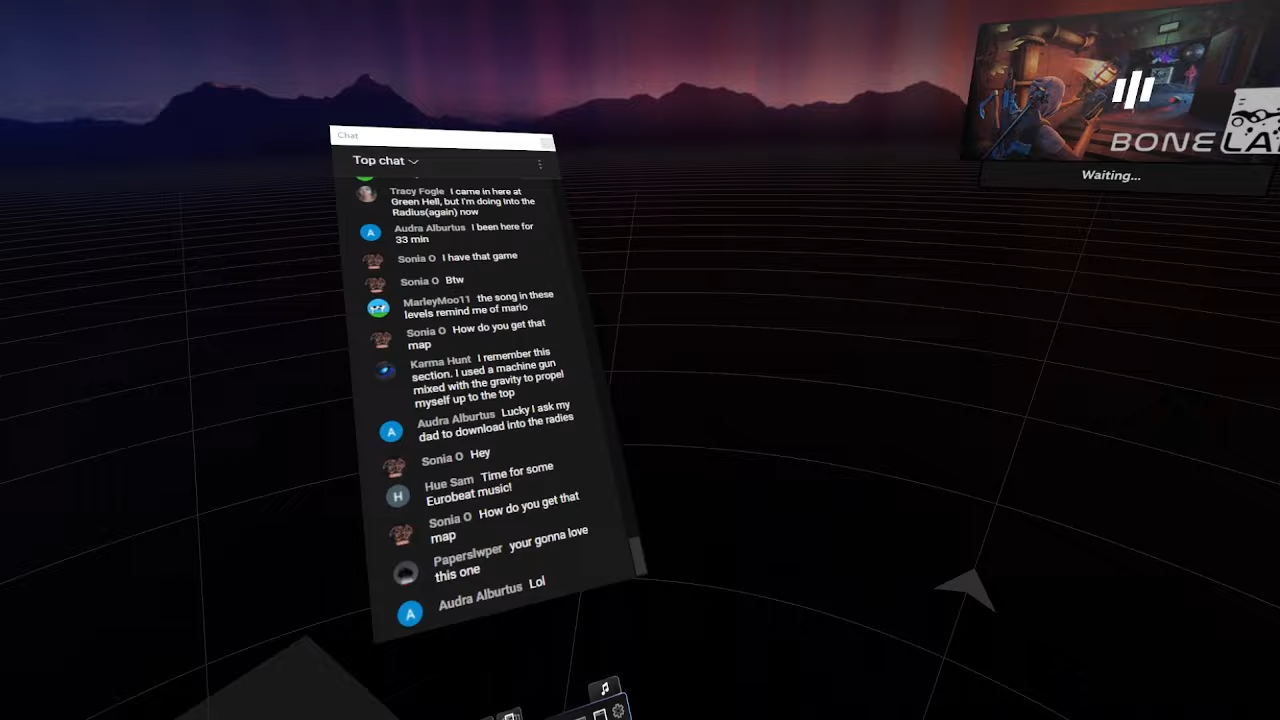 Chat
Top chat
Tracy Fogle I came in here at
Green Hell, but I'm doing Into the
Radius(again) now
Audra Alburtus I been here for
33 min
Sonia O I have that game
Sonia O Btw
MarleyMoo11 the song in these
levels remind me of mario
Sonia O How do you get that
map
Karma Hunt I remember this
section. I used a machine gun
mixed with the gravity to propel
myself up to the top
Audra Alburtus Lucky I ask my
dad to download into the radies
Sonia O Hey
Hue Sam Time for some
Eurobeat music!
Sonia O How do you get that
map
Paperslwper your gonna love
this one
Audra Alburtus Lol
A
A
H
A
BONELA
Waiting...